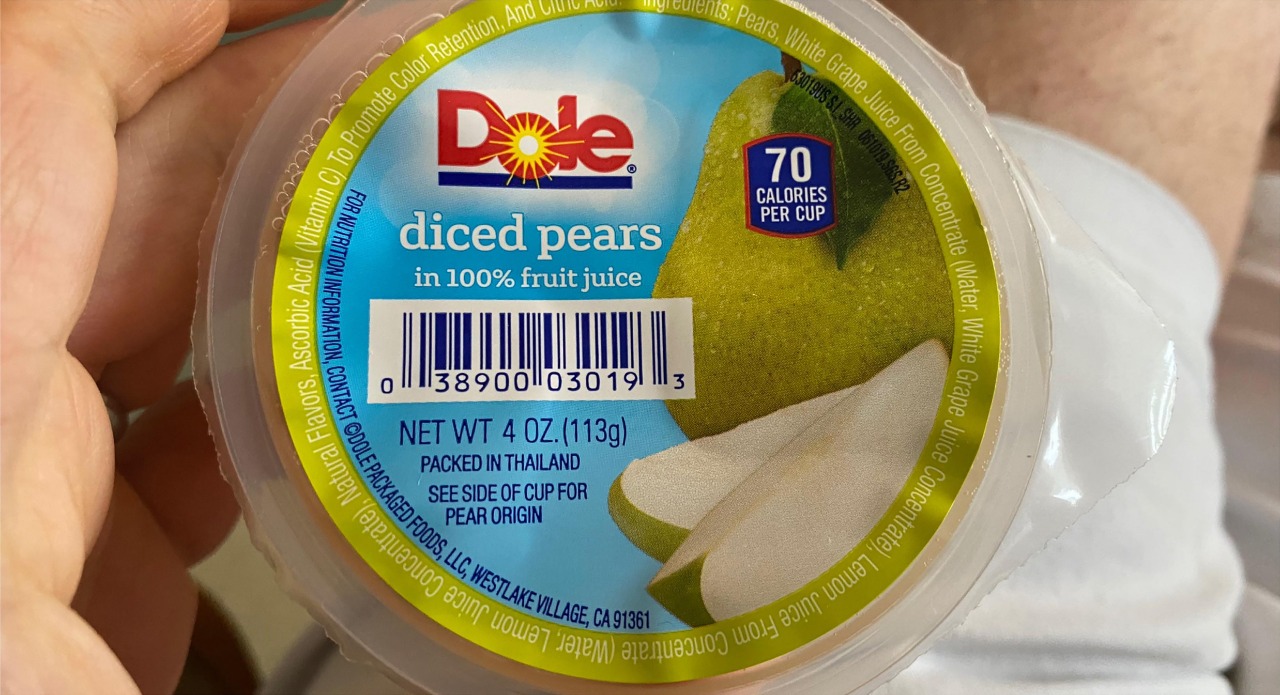 Dole®
diced pears
in 100% fruit juice
70
CALORIES
PER CUP
0 38900 03019 3
NET WT 4 OZ.(113g)
PACKED IN THAILAND
SEE SIDE OF CUP FOR
PEAR ORIGIN
FOR NUTRITION INFORMATION, CONTACT ©DOLE PACKAGED FOODS, LLC, WESTLAKE VILLAGE, CA 91361
Ingredients: Pears, White Grape Juice From Concentrate (Water, White Grape Juice Concentrate), Lemon Juice From Concentrate (Water, Lemon Juice Concentrate), Natural Flavors, Ascorbic Acid (Vitamin C) To Promote Color Retention, And Citric Acid.